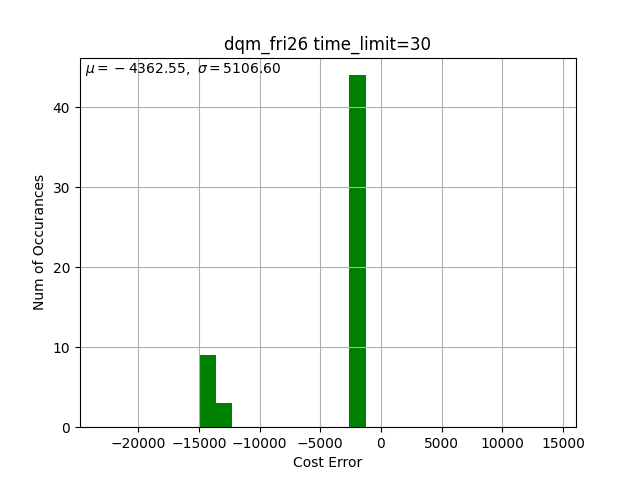 dqm_fri26 time_limit=30
μ = −4362.55, σ = 5106.60
Num of Occurances
40
30
20
10
0
−20000 −15000 −10000 −5000 0 5000 10000 15000
Cost Error